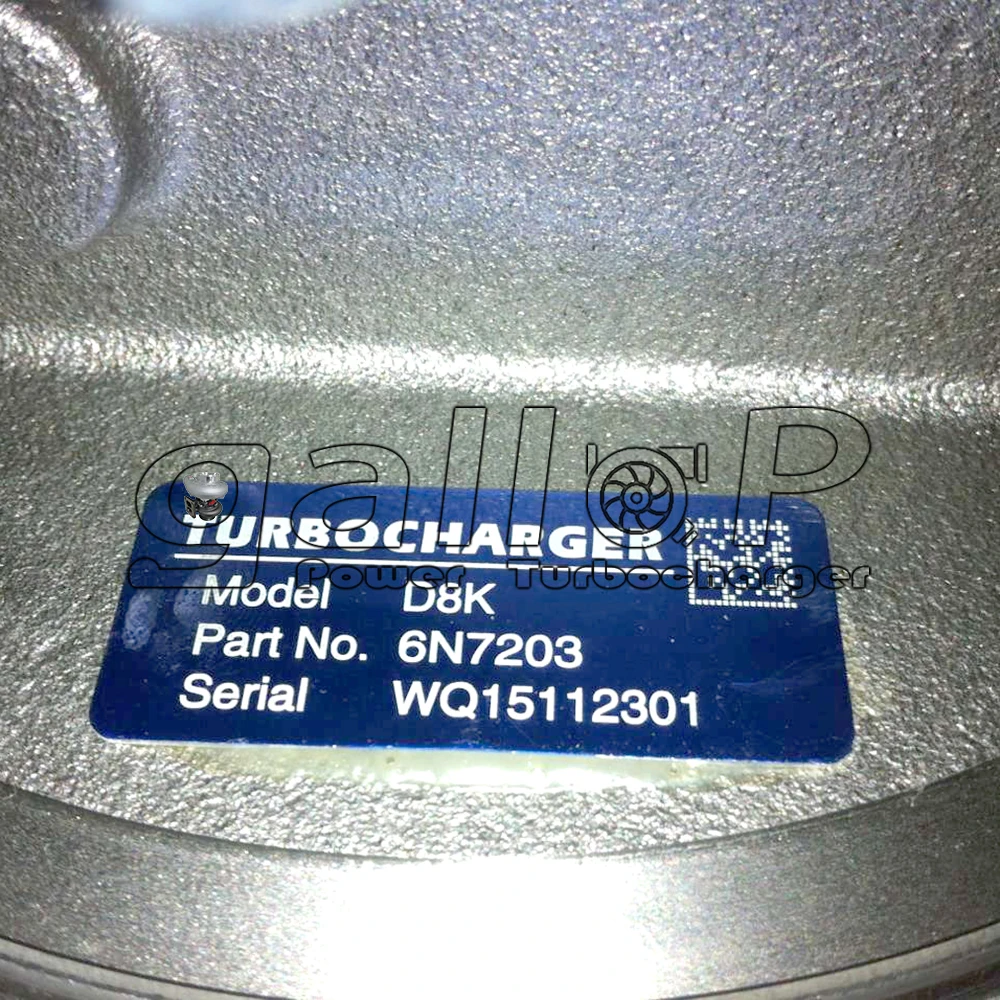 gallop
TURBOCHARGER
Power Turbocharger
Model D8K
Part No. 6N7203
Serial WQ15112301